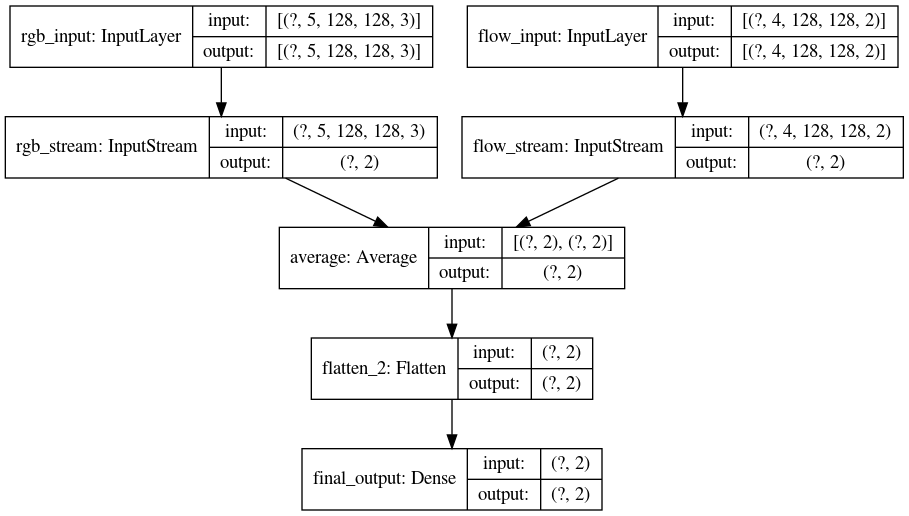 rgb_input: InputLayer
input:
[(?, 5, 128, 128, 3)]
output:
[(?, 5, 128, 128, 3)]
flow_input: InputLayer
input:
[(?, 4, 128, 128, 2)]
output:
[(?, 4, 128, 128, 2)]
rgb_stream: InputStream
input:
(?, 5, 128, 128, 3)
output:
(?, 2)
flow_stream: InputStream
input:
(?, 4, 128, 128, 2)
output:
(?, 2)
average: Average
input:
[(?, 2), (?, 2)]
output:
(?, 2)
flatten_2: Flatten
input:
(?, 2)
output:
(?, 2)
final_output: Dense
input:
(?, 2)
output:
(?, 2)